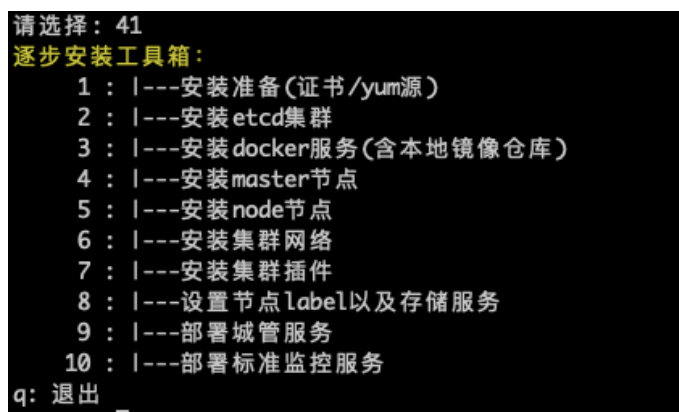 请选择: 41
逐步安装工具箱:
1 : |---安装准备(证书/yum源)
2 : |---安装etcd集群
3 : |---安装docker服务(含本地镜像仓库)
4 : |---安装master节点
5 : |---安装node节点
6 : |---安装集群网络
7 : |---安装集群插件
8 : |---设置节点label以及存储服务
9 : |---部署城管服务
10 : |---部署标准监控服务
q: 退出